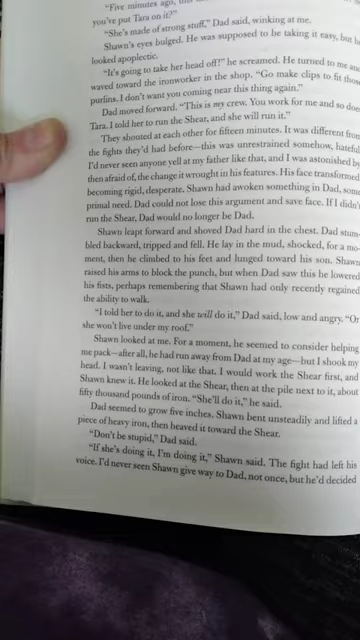 "Five minutes ago, this
you've put Tara on it?"
"She's made of strong stuff," Dad said, winking at me.
Shawn's eyes bulged. He was supposed to be taking it easy, but he
looked apoplectic.
"It's going to take her head off!" he screamed. He turned to me and
waved toward the ironworker in the shop. "Go make clips to fit those
purlins. I don't want you coming near this thing again."
Dad moved forward. "This is my crew. You work for me and so does
Tara. I told her to run the Shear, and she will run it."
They shouted at each other for fifteen minutes. It was different from
the fights they'd had before—this was unrestrained somehow, hateful.
I'd never seen anyone yell at my father like that, and I was astonished by,
then afraid of, the change it wrought in his features. His face transformed,
becoming rigid, desperate. Shawn had awoken something in Dad, some
primal need. Dad could not lose this argument and save face. If I didn't
run the Shear, Dad would no longer be Dad.
Shawn leapt forward and shoved Dad hard in the chest. Dad stum-
bled backward, tripped and fell. He lay in the mud, shocked, for a mo-
ment, then he climbed to his feet and lunged toward his son. Shawn
raised his arms to block the punch, but when Dad saw this he lowered
his fists, perhaps remembering that Shawn had only recently regained
the ability to walk.
"I told her to do it, and she will do it," Dad said, low and angry. "Or
she won't live under my roof."
Shawn looked at me. For a moment, he seemed to consider helping
me pack—after all, he had run away from Dad at my age—but I shook my
head. I wasn't leaving, not like that. I would work the Shear first, and
Shawn knew it. He looked at the Shear, then at the pile next to it, about
fifty thousand pounds of iron. "She'll do it," he said.
Dad seemed to grow five inches. Shawn bent unsteadily and lifted a
piece of heavy iron, then heaved it toward the Shear.
"Don't be stupid," Dad said.
"If she's doing it, I'm doing it," Shawn said. The fight had left his
voice. I'd never seen Shawn give way to Dad, not once, but he'd decided